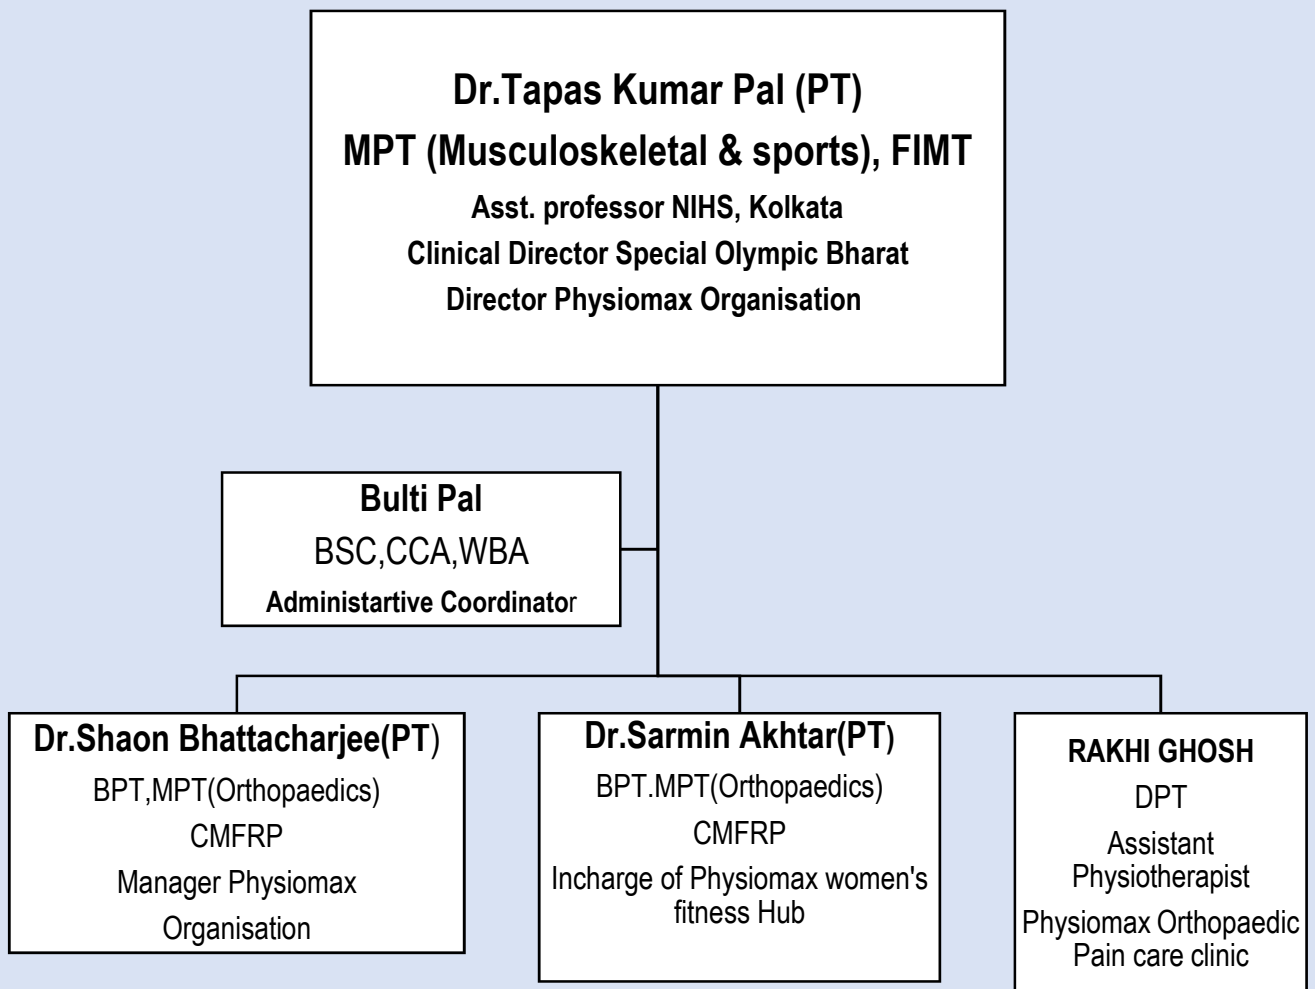 Dr.Tapas Kumar Pal (PT)
MPT (Musculoskeletal & sports), FIMT
Asst. professor NIHS, Kolkata
Clinical Director Special Olympic Bharat
Director Physiomax Organisation
Bulti Pal
BSC,CCA,WBA
Administartive Coordinator
Dr.Shaon Bhattacharjee(PT)
BPT,MPT(Orthopaedics)
CMFRP
Manager Physiomax
Organisation
Dr.Sarmin Akhtar(PT)
BPT.MPT(Orthopaedics)
CMFRP
Incharge of Physiomax women's
fitness Hub
RAKHI GHOSH
DPT
Assistant
Physiotherapist
Physiomax Orthopaedic
Pain care clinic